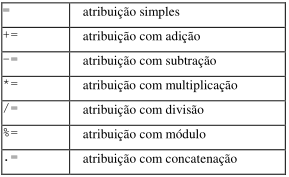 = atribuição simples
+= atribuição com adição
-= atribuição com subtração
*= atribuição com multiplicação
/= atribuição com divisão
%= atribuição com módulo
.= atribuição com concatenação